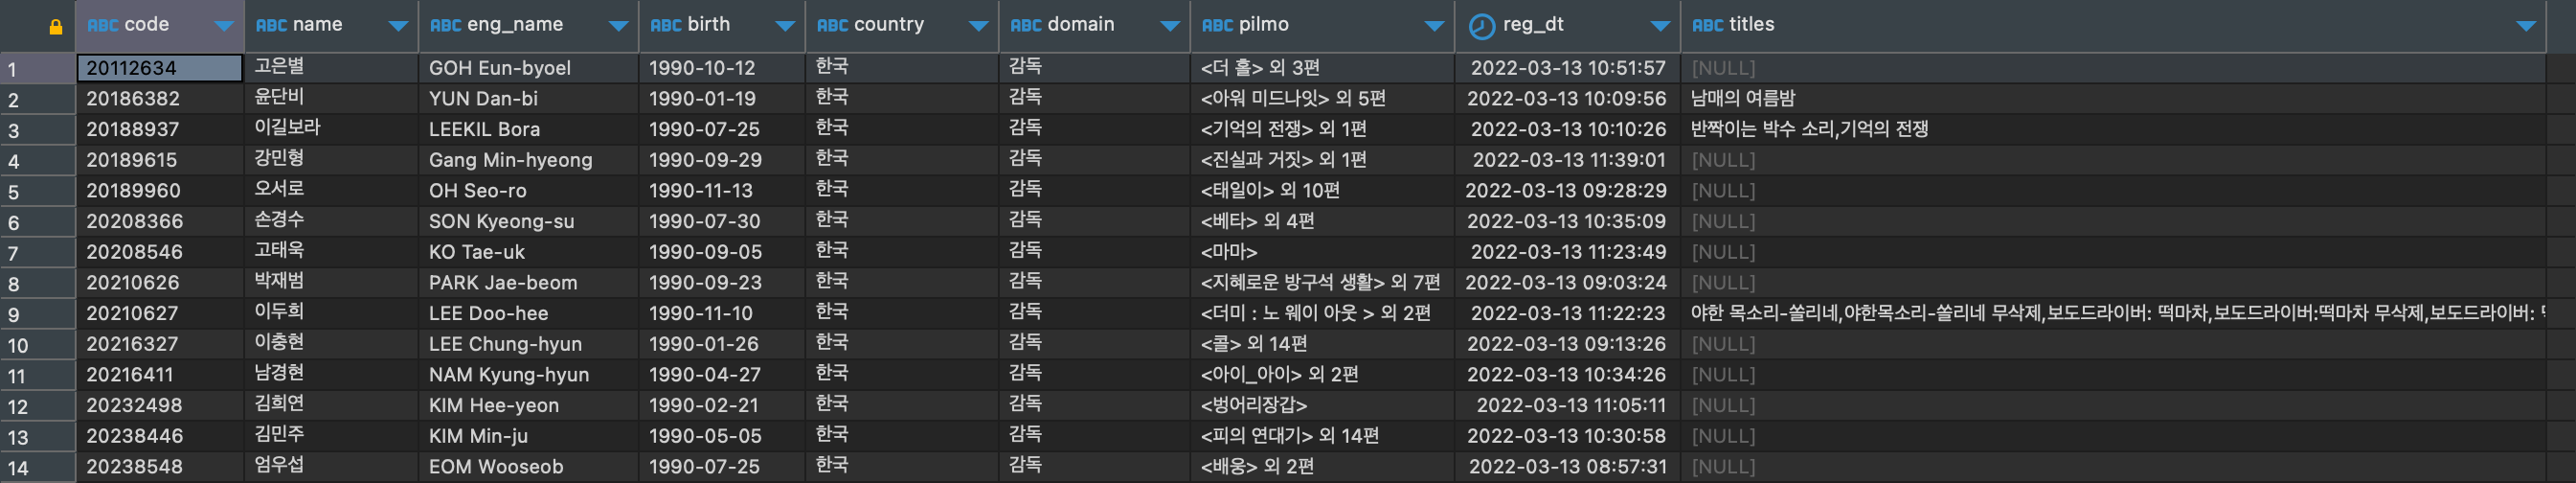 ABC code ABC name ABC eng_name ABC birth ABC country ABC domain ABC pilmo reg_dt ABC titles
1 20112634 고은별 GOH Eun-byoel 1990-10-12 한국 감독 <더 홀> 외 3편 2022-03-13 10:51:57 [NULL]
2 20186382 윤단비 YUN Dan-bi 1990-01-19 한국 감독 <아워 미드나잇> 외 5편 2022-03-13 10:09:56 남매의 여름밤
3 20188937 이길보라 LEEKIL Bora 1990-07-25 한국 감독 <기억의 전쟁> 외 1편 2022-03-13 10:10:26 반짝이는 박수 소리,기억의 전쟁
4 20189615 강민형 Gang Min-hyeong 1990-09-29 한국 감독 <진실과 거짓> 외 1편 2022-03-13 11:39:01 [NULL]
5 20189960 오서로 OH Seo-ro 1990-11-13 한국 감독 <태일이> 외 10편 2022-03-13 09:28:29 [NULL]
6 20208366 손경수 SON Kyeong-su 1990-07-30 한국 감독 <베타> 외 4편 2022-03-13 10:35:09 [NULL]
7 20208546 고태욱 KO Tae-uk 1990-09-05 한국 감독 <마마> 2022-03-13 11:23:49 [NULL]
8 20210626 박재범 PARK Jae-beom 1990-09-23 한국 감독 <지혜로운 방구석 생활> 외 7편 2022-03-13 09:03:24 [NULL]
9 20210627 이두희 LEE Doo-hee 1990-11-10 한국 감독 <더미 : 노 웨이 아웃 > 외 2편 2022-03-13 11:22:23 야한 목소리-쏠리네,야한목소리-쏠리네 무삭제,보도드라이버: 떡마차,보도드라이버:떡마차 무삭제,보도드라이버:
10 20216327 이충현 LEE Chung-hyun 1990-01-26 한국 감독 <콜> 외 14편 2022-03-13 09:13:26 [NULL]
11 20216411 남경현 NAM Kyung-hyun 1990-04-27 한국 감독 <아이_아이> 외 2편 2022-03-13 10:34:26 [NULL]
12 20232498 김희연 KIM Hee-yeon 1990-02-21 한국 감독 <벙어리장갑> 2022-03-13 11:05:11 [NULL]
13 20238446 김민주 KIM Min-ju 1990-05-05 한국 감독 <피의 연대기> 외 14편 2022-03-13 10:30:58 [NULL]
14 20238548 엄우섭 EOM Wooseob 1990-07-25 한국 감독 <배웅> 외 2편 2022-03-13 08:57:31 [NULL]